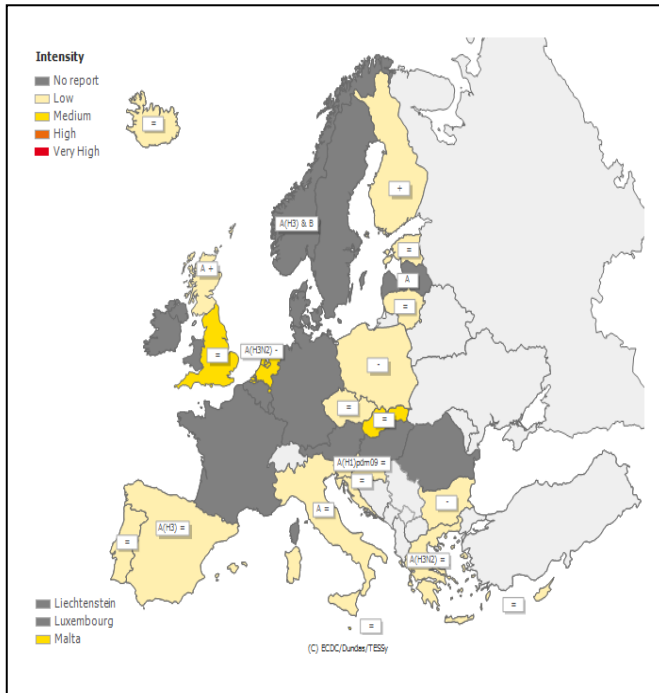 Intensity
No report
Low
Medium
High
Very High
=
+
A(H3) & B
=
A +
A
=
A(H3N2) -
=
-
=
=
A(H1)pdm09 =
=
-
A(H3) =
A =
=
A(H3N2) =
=
=
Liechtenstein
Luxembourg
Malta
(C) ECDC/Dundas/TESSy